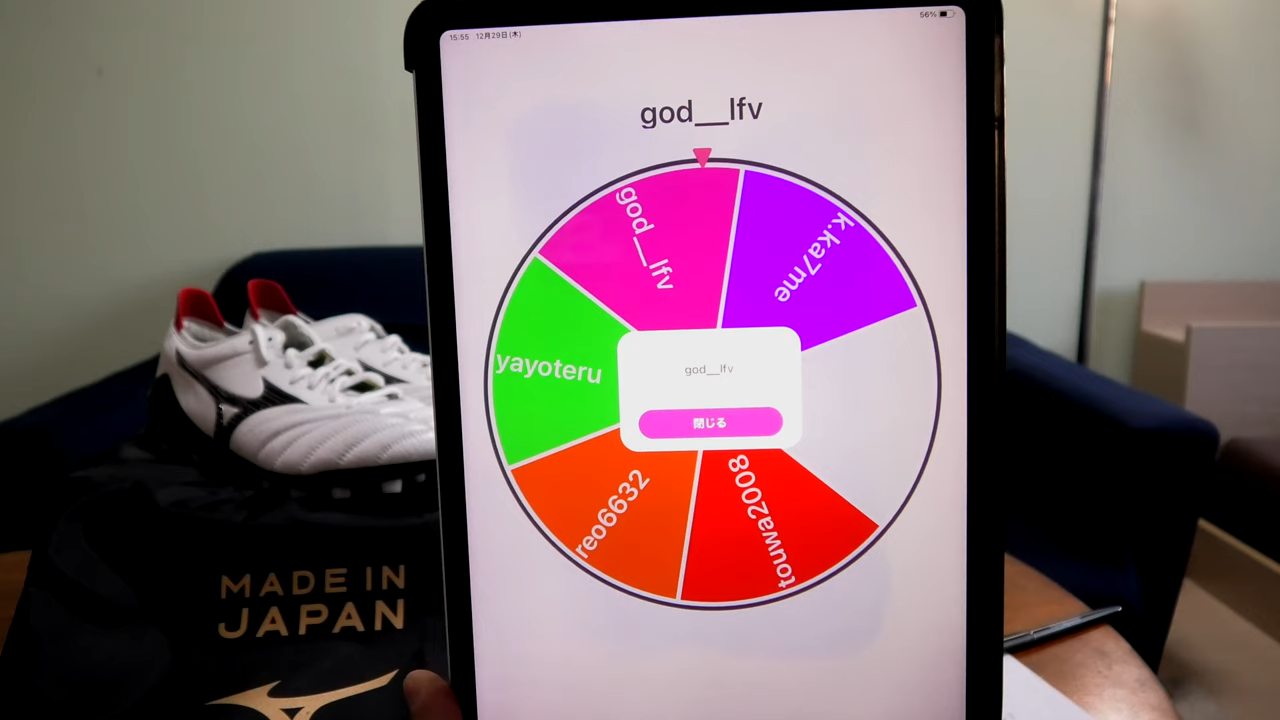 15:55 12月29日(木)
56%
god__lfv
god__lfv
k.ka7me
yayoteru
god__lfv
閉じる
reo6632
touwa2008
MADE IN
JAPAN